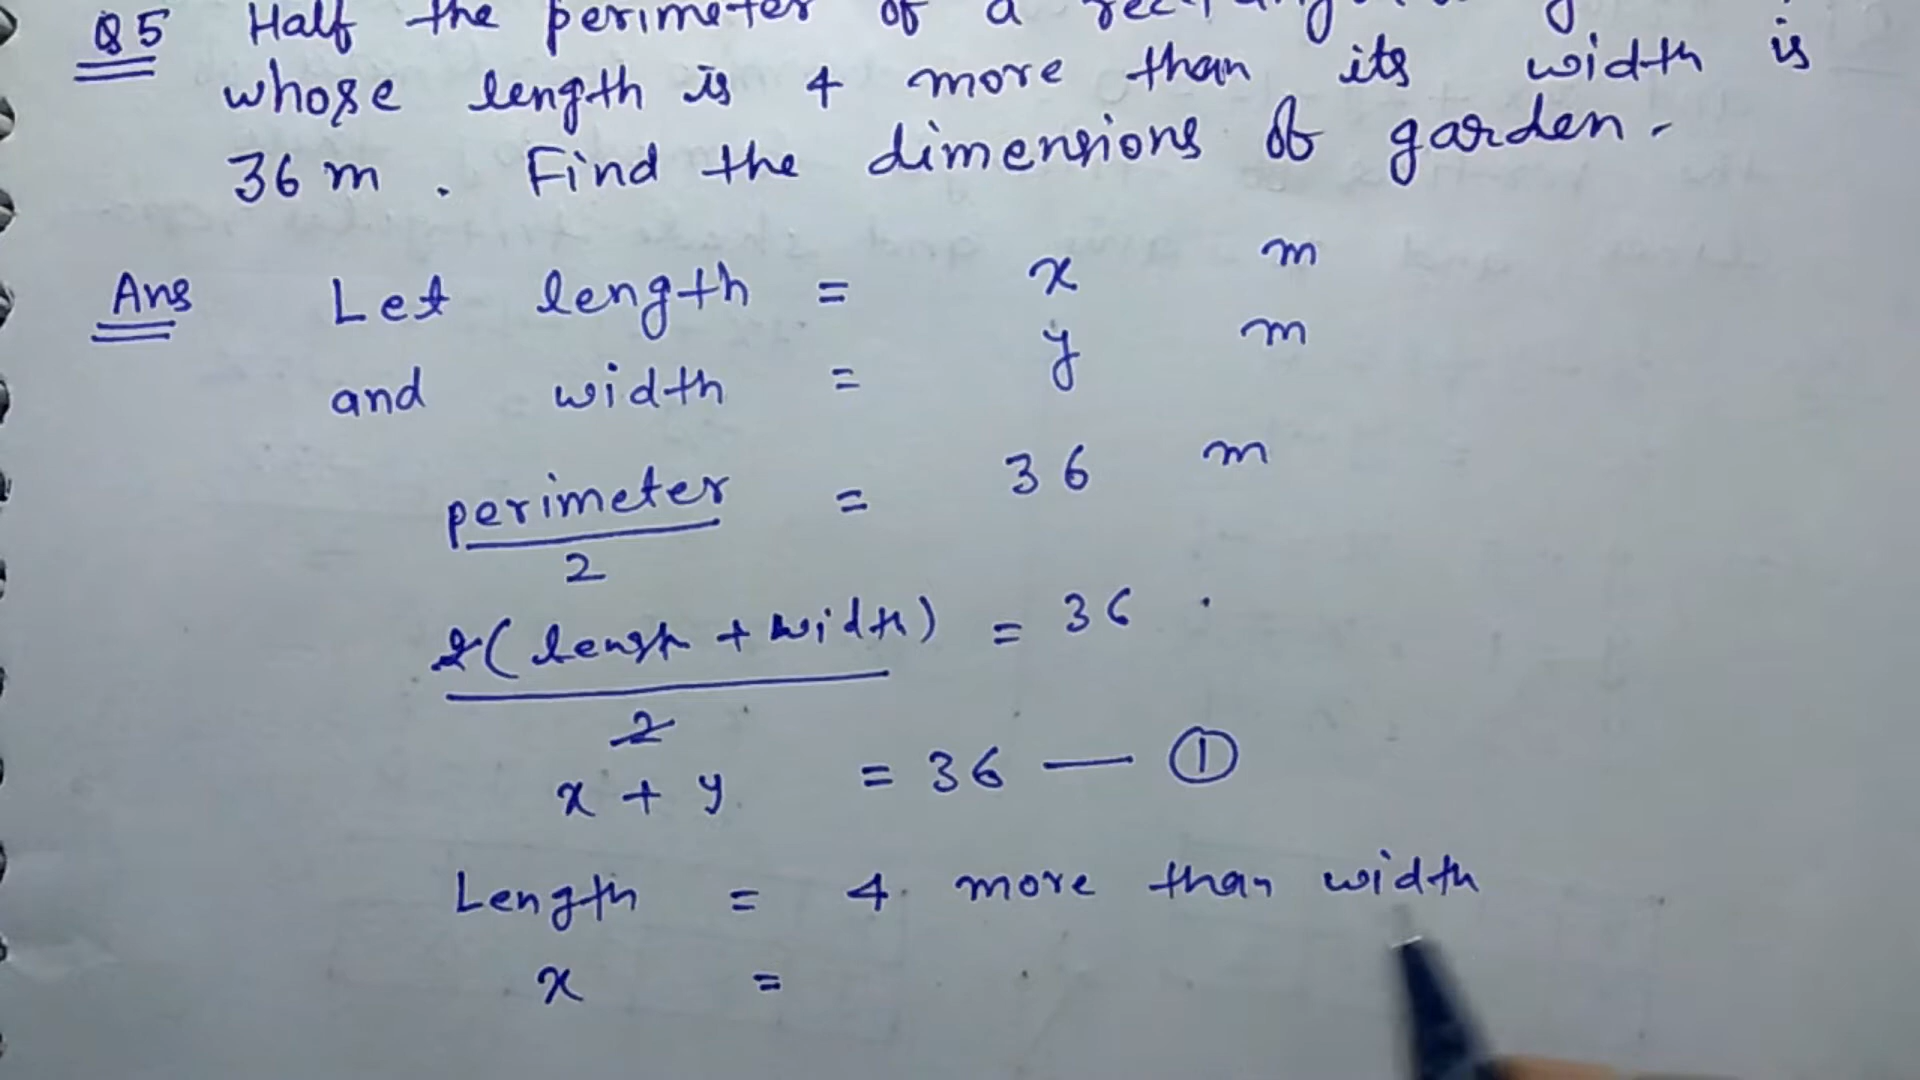 Q5 Half the perimeter of a
whose length is 4 more than its width is
36 m . Find the dimensions of garden.
Ans Let length = x m
and width = y m
perimeter = 36 m
2
2( length + width) = 36
2
x + y = 36 — ①
Length = 4 more than width
x =